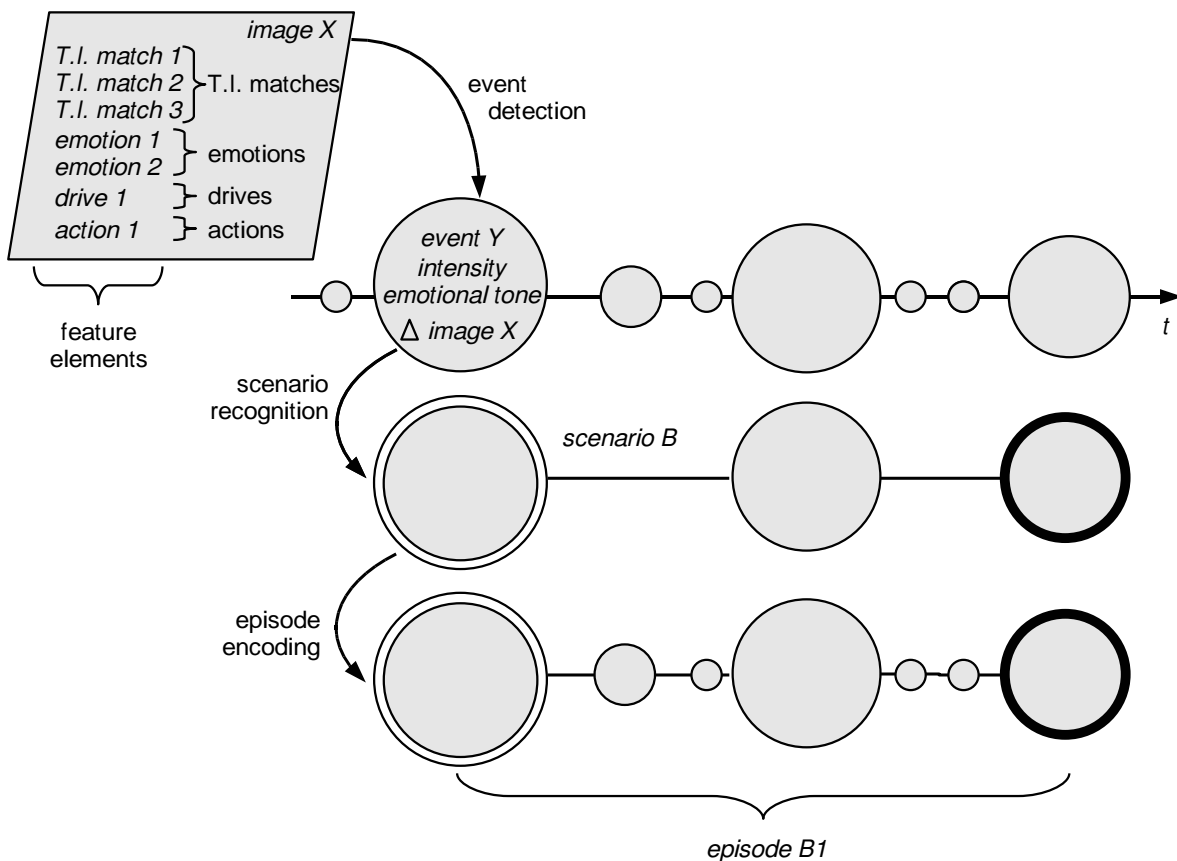 image X
T.I. match 1
T.I. match 2
T.I. match 3
T.I. matches
emotion 1
emotion 2
emotions
drive 1
drives
action 1
actions
feature
elements
event
detection
event Y
intensity
emotional tone
Δ image X
t
scenario
recognition
scenario B
episode
encoding
episode B1